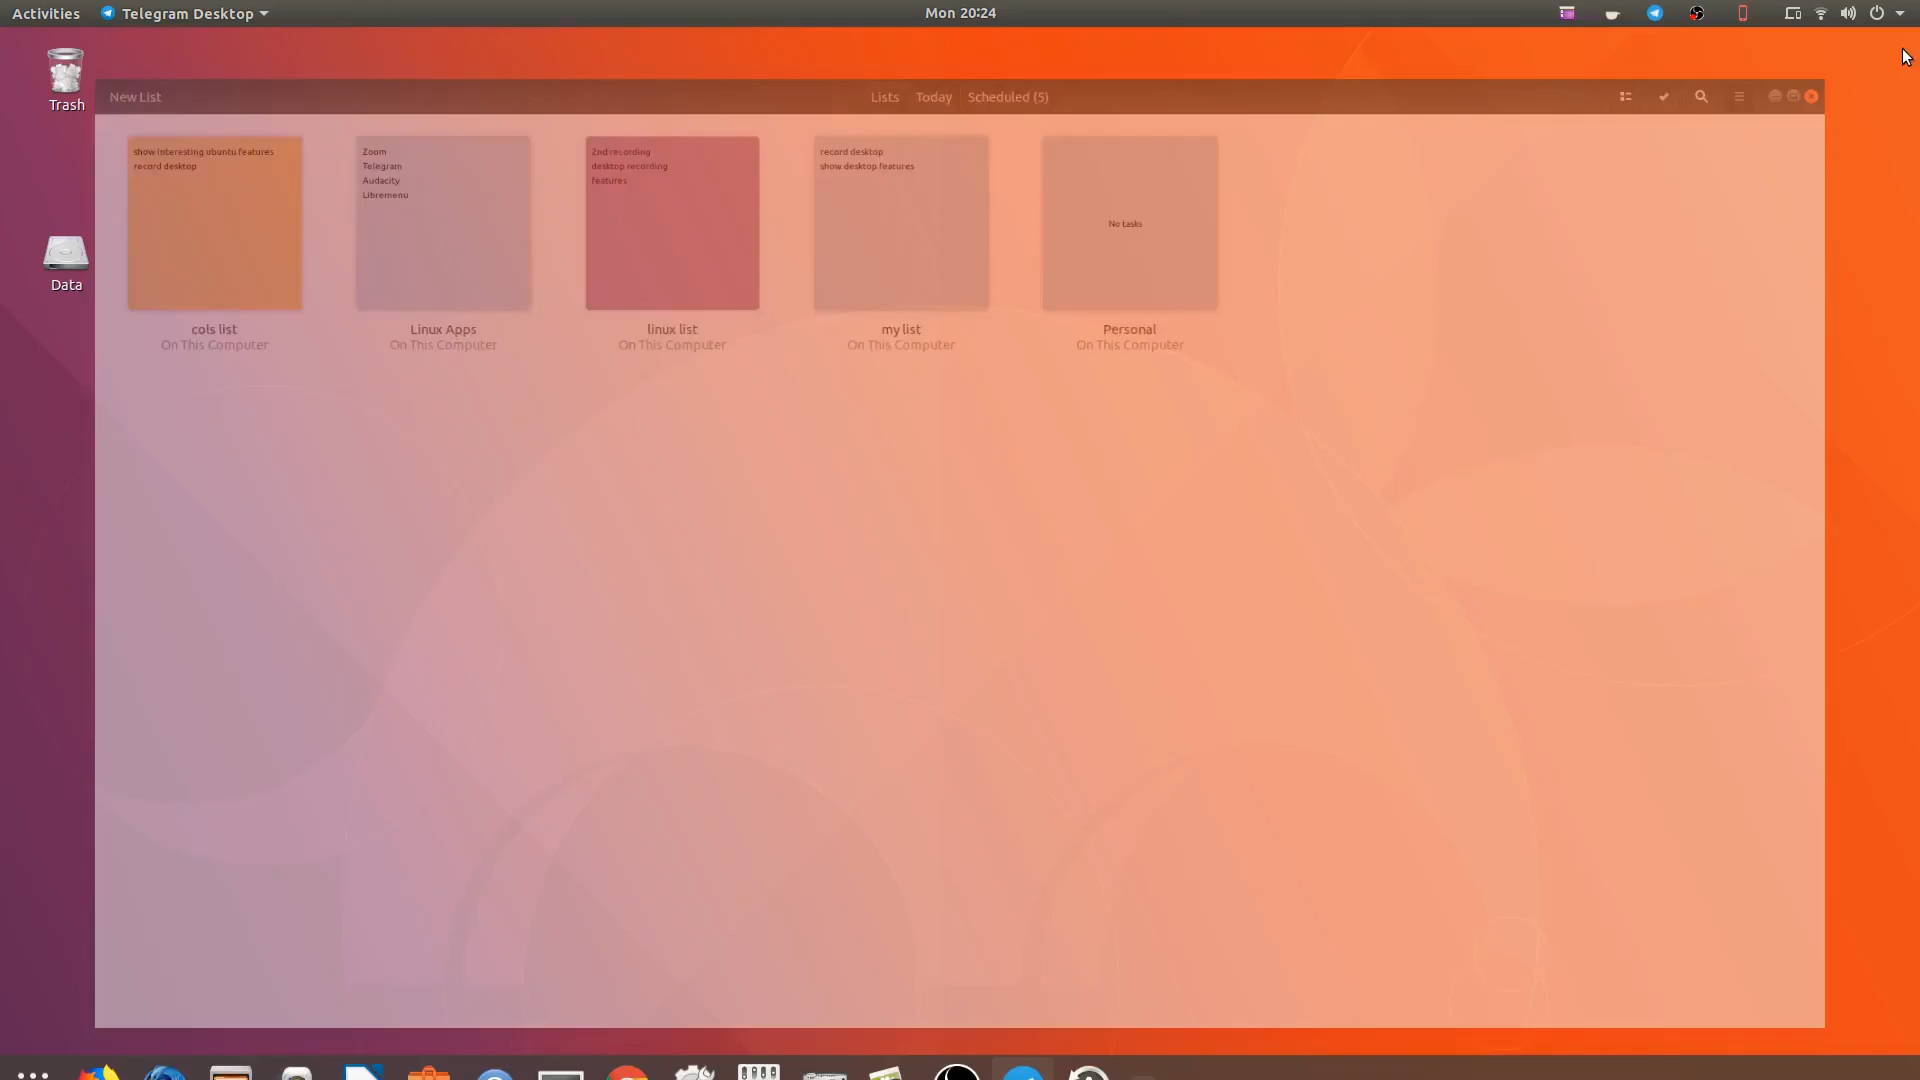 Activities
Telegram Desktop
Mon 20:24
Trash
Data
New List
Lists
Today
Scheduled (5)
show interesting ubuntu features
record desktop
cols list
On This Computer
Zoom
Telegram
Audacity
Libremenu
Linux Apps
On This Computer
2nd recording
desktop recording
features
linux list
On This Computer
record desktop
show desktop features
my list
On This Computer
No tasks
Personal
On This Computer